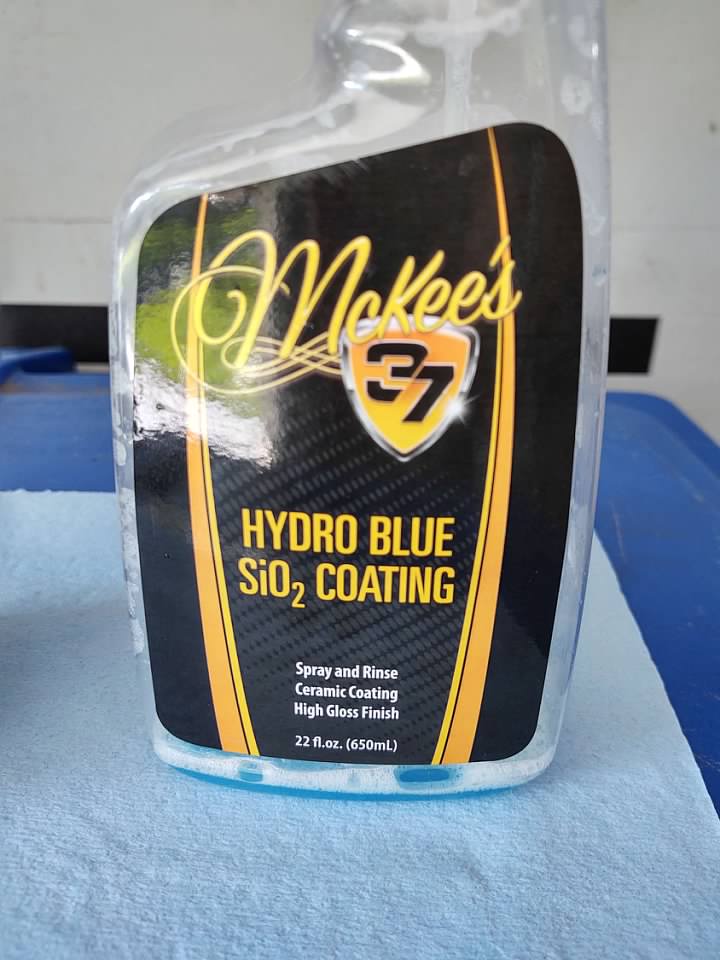 McKee's
37
HYDRO BLUE
SiO₂ COATING
Spray and Rinse
Ceramic Coating
High Gloss Finish
22 fl.oz. (650mL)